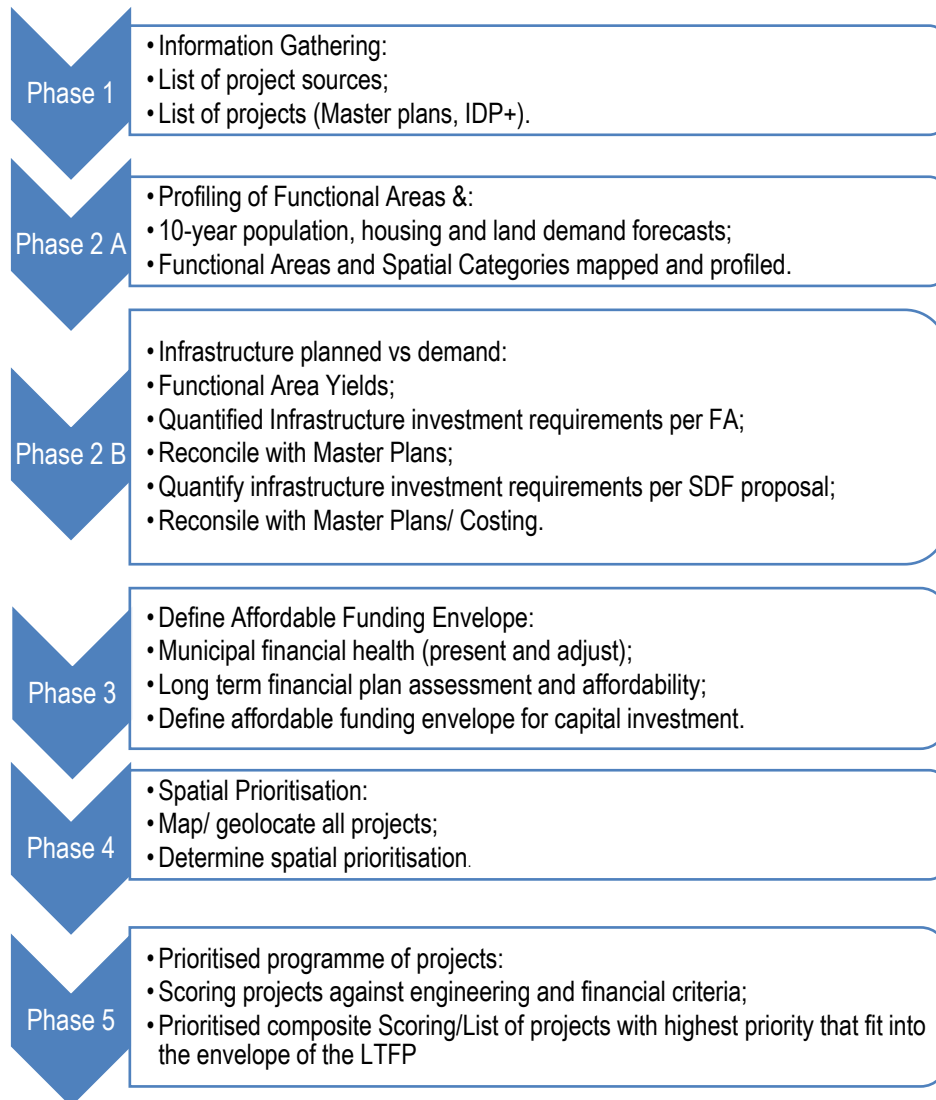 Phase 1
• Information Gathering:
• List of project sources;
• List of projects (Master plans, IDP+).
Phase 2 A
• Profiling of Functional Areas &:
• 10-year population, housing and land demand forecasts;
• Functional Areas and Spatial Categories mapped and profiled.
Phase 2 B
• Infrastructure planned vs demand:
• Functional Area Yields;
• Quantified Infrastructure investment requirements per FA;
• Reconcile with Master Plans;
• Quantify infrastructure investment requirements per SDF proposal;
• Reconsile with Master Plans/ Costing.
Phase 3
• Define Affordable Funding Envelope:
• Municipal financial health (present and adjust);
• Long term financial plan assessment and affordability;
• Define affordable funding envelope for capital investment.
Phase 4
• Spatial Prioritisation:
• Map/ geolocate all projects;
• Determine spatial prioritisation.
Phase 5
• Prioritised programme of projects:
• Scoring projects against engineering and financial criteria;
• Prioritised composite Scoring/List of projects with highest priority that fit into
the envelope of the LTFP